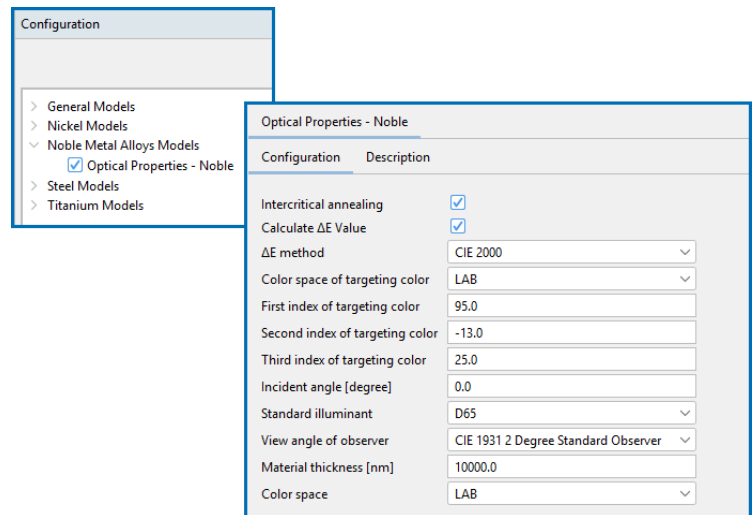 Configuration
General Models
Nickel Models
Noble Metal Alloys Models
Optical Properties - Noble
Steel Models
Titanium Models
Optical Properties - Noble
Configuration Description
Intercritical annealing
Calculate ΔE Value
ΔE method CIE 2000
Color space of targeting color LAB
First index of targeting color 95.0
Second index of targeting color -13.0
Third index of targeting color 25.0
Incident angle [degree] 0.0
Standard illuminant D65
View angle of observer CIE 1931 2 Degree Standard Observer
Material thickness [nm] 10000.0
Color space LAB